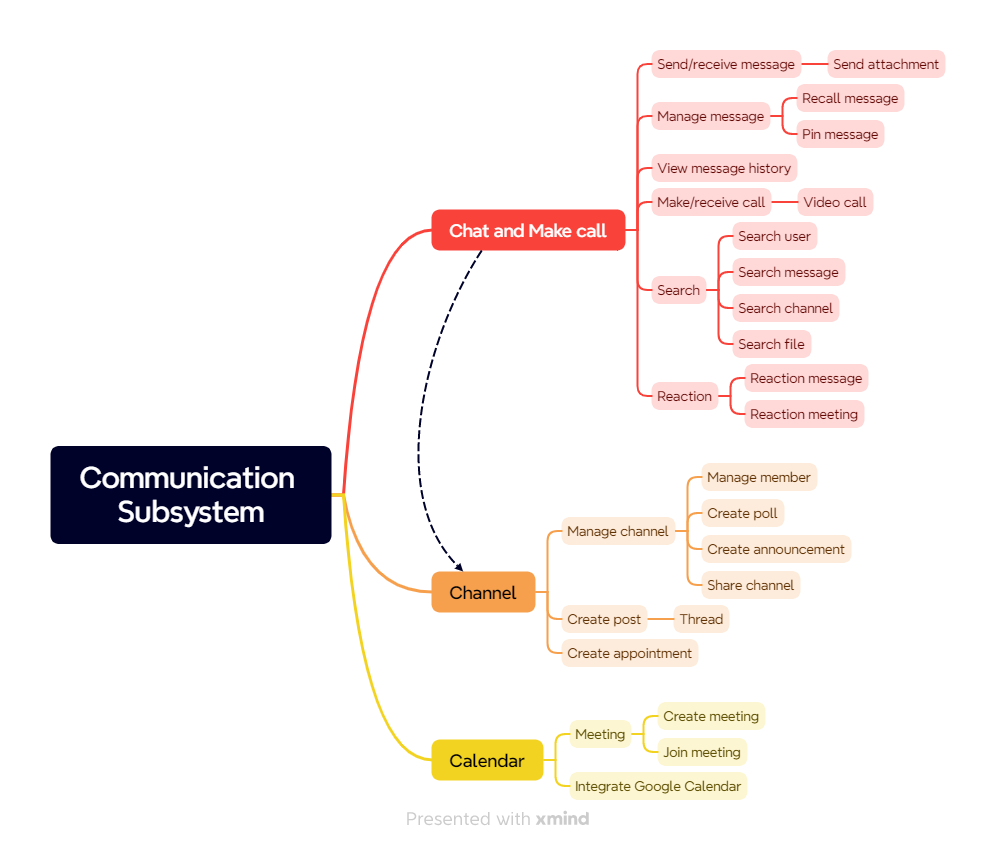 Send/receive message
Send attachment
Manage message
Recall message
Pin message
View message history
Make/receive call
Video call
Chat and Make call
Search
Search user
Search message
Search channel
Search file
Reaction
Reaction message
Reaction meeting
Communication
Subsystem
Channel
Manage channel
Manage member
Create poll
Create announcement
Share channel
Create post
Thread
Create appointment
Calendar
Meeting
Create meeting
Join meeting
Integrate Google Calendar
Presented with xmind